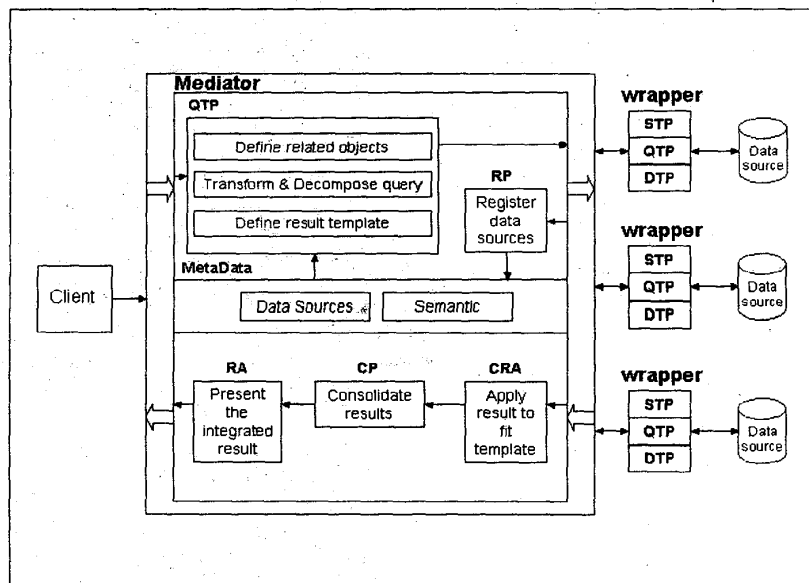 Mediator
QTP
Define related objects
Transform & Decompose query
Define result template
RP
Register
data
sources
MetaData
Data Sources
Semantic
Client
RA
Present
the
integrated
result
CP
Consolidate
results
CRA
Apply
result to
fit
template
wrapper
STP
QTP
DTP
Data
source
wrapper
STP
QTP
DTP
Data
source
wrapper
STP
QTP
DTP
Data
source